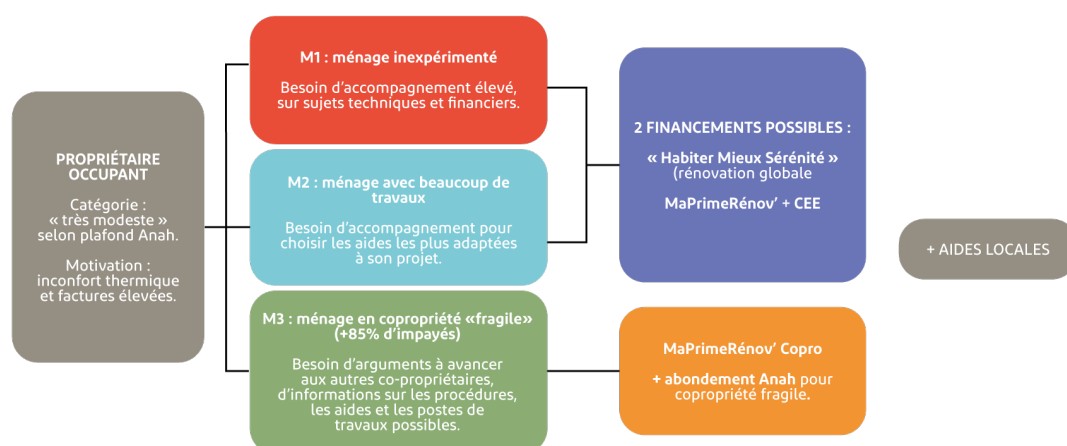 PROPRIÉTAIRE
OCCUPANT
Catégorie :
« très modeste »
selon plafond Anah.
Motivation :
inconfort thermique
et factures élevées.
M1 : ménage inexpérimenté
Besoin d’accompagnement élevé,
sur sujets techniques et financiers.
M2 : ménage avec beaucoup de
travaux
Besoin d’accompagnement pour
choisir les aides les plus adaptées
à son projet.
M3 : ménage en copropriété «fragile»
(+85% d’impayés)
Besoin d’arguments à avancer
aux autres co-propriétaires,
d’informations sur les procédures,
les aides et les postes de
travaux possibles.
2 FINANCEMENTS POSSIBLES :
« Habiter Mieux Sérénité »
(rénovation globale
MaPrimeRénov’ + CEE
MaPrimeRénov’ Copro
+ abondement Anah pour
copropriété fragile.
+ AIDES LOCALES